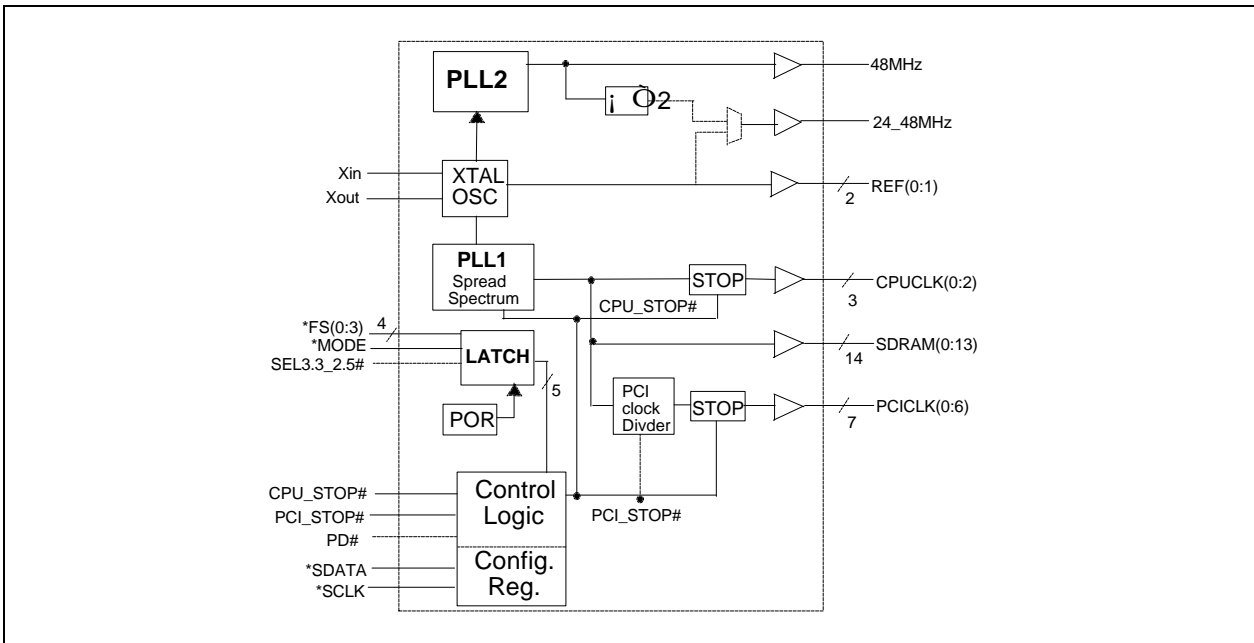 PLL2
48MHz
¡ Ò2
24_48MHz
Xin
XTAL
OSC
Xout
REF(0:1)
2
PLL1
Spread
Spectrum
STOP
CPUCLK(0:2)
3
CPU_STOP#
*FS(0:3)
4
*MODE
SEL3.3_2.5#
LATCH
SDRAM(0:13)
14
5
PCI
clock
Divder
STOP
PCICLK(0:6)
7
POR
CPU_STOP#
PCI_STOP#
PD#
Control
Logic
PCI_STOP#
*SDATA
*SCLK
Config.
Reg.